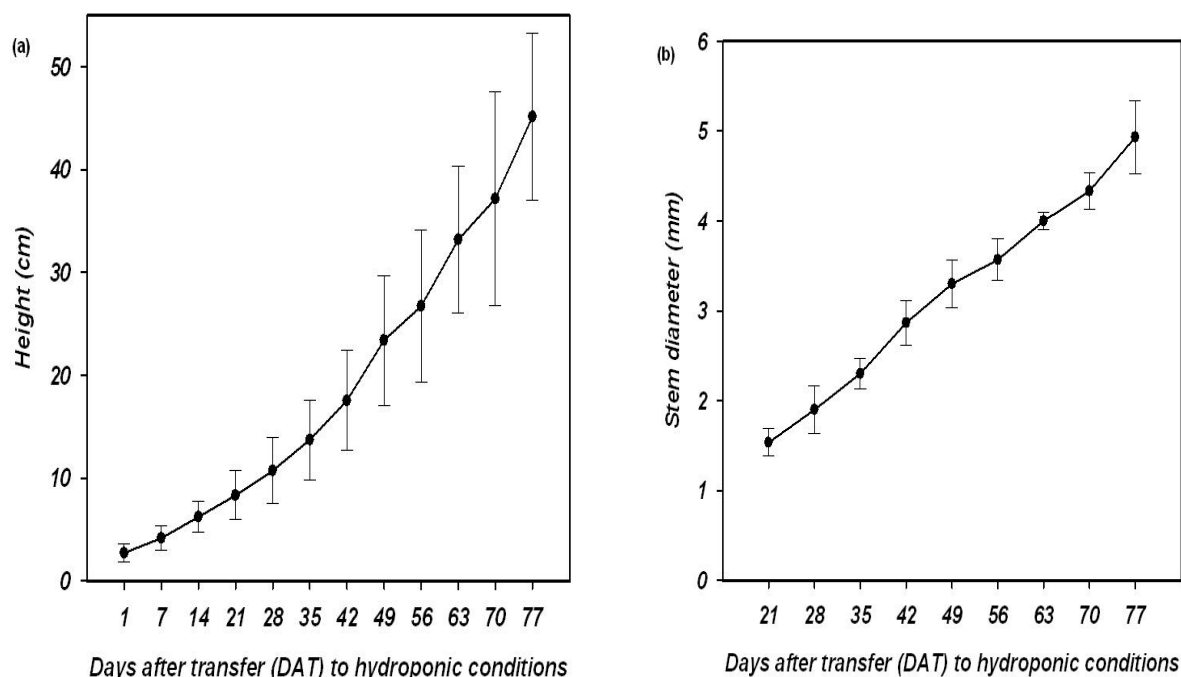 (a)
Height (cm)
50
40
30
20
10
0
1 7 14 21 28 35 42 49 56 63 70 77
Days after transfer (DAT) to hydroponic conditions
(b)
Stem diameter (mm)
6
5
4
3
2
1
0
21 28 35 42 49 56 63 70 77
Days after transfer (DAT) to hydroponic conditions